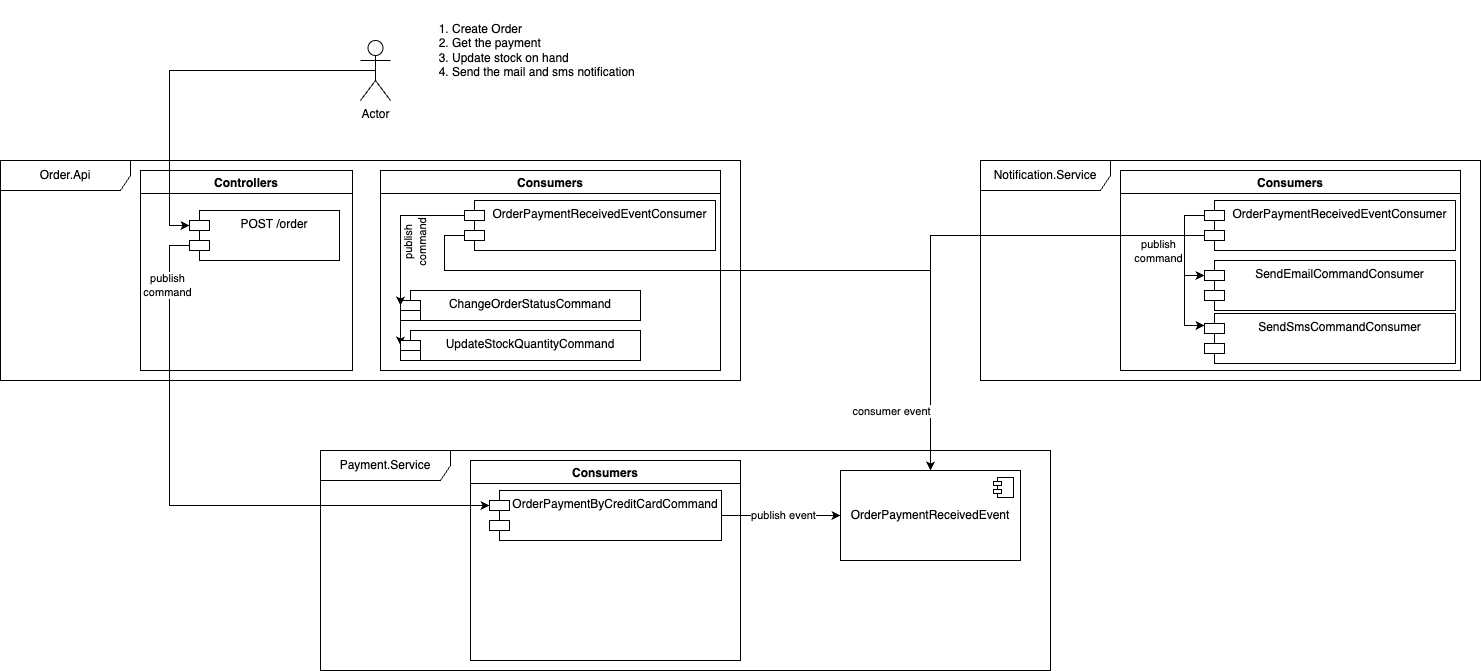 1. Create Order
2. Get the payment
3. Update stock on hand
4. Send the mail and sms notification
Actor
Order.Api
Controllers
POST /order
publish
command
Consumers
OrderPaymentReceivedEventConsumer
publish
command
ChangeOrderStatusCommand
UpdateStockQuantityCommand
Notification.Service
Consumers
OrderPaymentReceivedEventConsumer
publish
command
SendEmailCommandConsumer
SendSmsCommandConsumer
consumer event
Payment.Service
Consumers
OrderPaymentByCreditCardCommand
publish event
OrderPaymentReceivedEvent